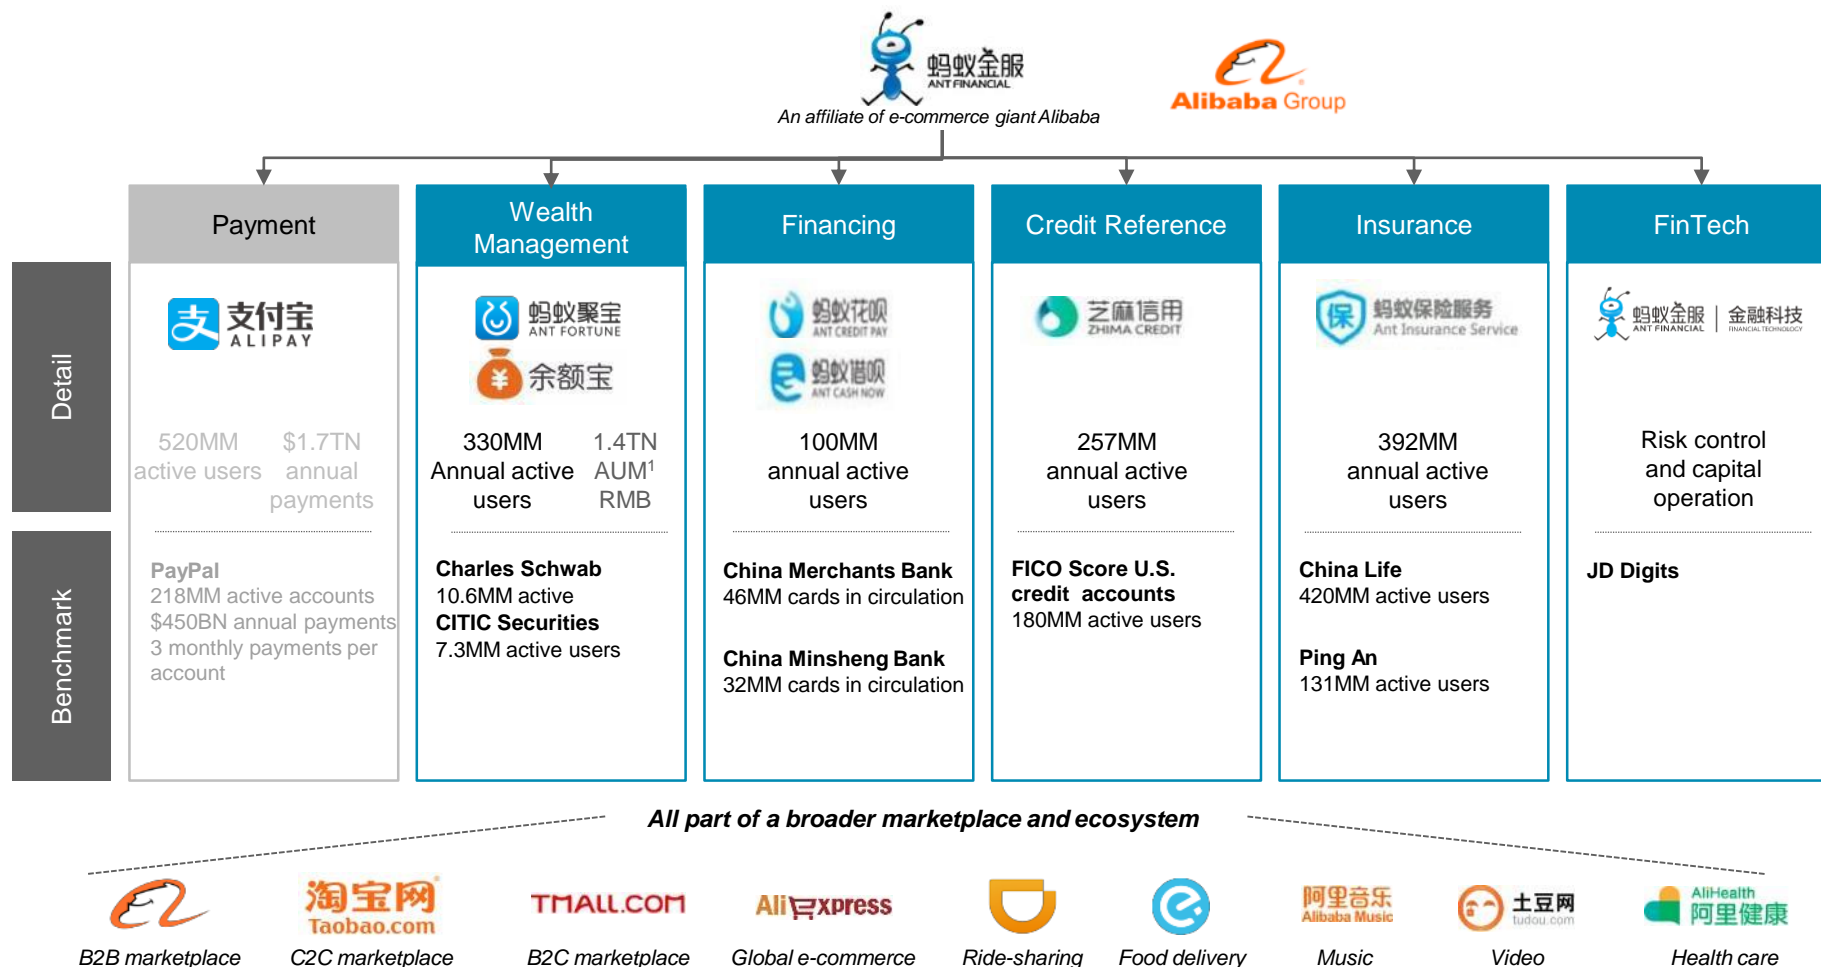 蚂蚁金服
ANT FINANCIAL
An affiliate of e-commerce giant Alibaba
Alibaba Group
Payment
Wealth
Management
Financing
Credit Reference
Insurance
FinTech
Detail
支付宝
ALIPAY
520MM
active users
$1.7TN
annual
payments
蚂蚁聚宝
ANT FORTUNE
余额宝
330MM
Annual active
users
1.4TN
AUM¹
RMB
蚂蚁花呗
ANT CREDIT PAY
蚂蚁借呗
ANT CASH NOW
100MM
annual active
users
芝麻信用
ZHIMA CREDIT
257MM
annual active
users
保
蚂蚁保险服务
Ant Insurance Service
392MM
annual active
users
蚂蚁金服 | 金融科技
ANT FINANCIAL
FINANCIAL TECHNOLOGY
Risk control
and capital
operation
Benchmark
PayPal
218MM active accounts
$450BN annual payments
3 monthly payments per
account
Charles Schwab
10.6MM active
CITIC Securities
7.3MM active users
China Merchants Bank
46MM cards in circulation
China Minsheng Bank
32MM cards in circulation
FICO Score U.S.
credit accounts
180MM active users
China Life
420MM active users
Ping An
131MM active users
JD Digits
All part of a broader marketplace and ecosystem
B2B marketplace
淘宝网
Taobao.com
C2C marketplace
TMALL.COM
B2C marketplace
AliExpress
Global e-commerce
Ride-sharing
Food delivery
阿里音乐
Alibaba Music
Music
土豆网
tudou.com
Video
AliHealth
阿里健康
Health care